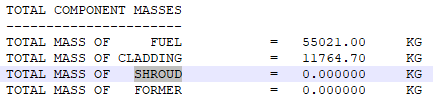 TOTAL COMPONENT MASSES
----------------------
TOTAL MASS OF     FUEL            =   55021.00     KG
TOTAL MASS OF CLADDING            =   11764.70     KG
TOTAL MASS OF   SHROUD            =   0.000000     KG
TOTAL MASS OF   FORMER            =   0.000000     KG